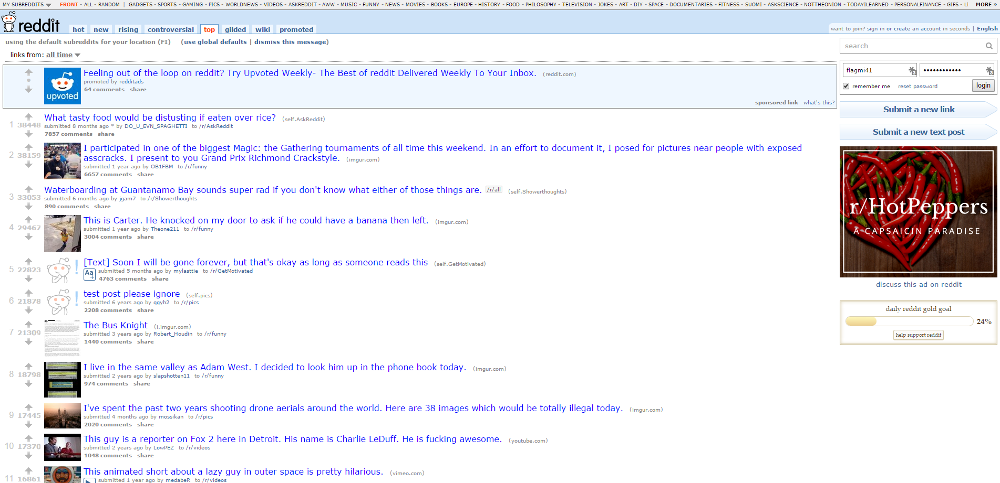 MY SUBREDDITS FRONT - ALL - RANDOM | GADGETS - SPORTS - GAMING - PICS - WORLDNEWS - VIDEOS - ASKREDDIT - AWW - MUSIC - FUNNY - NEWS - MOVIES - BOOKS - EUROPE - HISTORY - FOOD - PHILOSOPHY - TELEVISION - JOKES - ART - DIY - SPACE - DOCUMENTARIES - FITNESS - SUOMI - ASKSCIENCE - NOTTHEONION - TODAYILEARNED - PERSONALFINANCE - GIFS - LI MORE »
reddit hot new rising controversial top gilded wiki promoted
want to join? sign in or create an account in seconds | English
using the default subreddits for your location (FI) (use global defaults | dismiss this message)
links from: all time
Feeling out of the loop on reddit? Try Upvoted Weekly- The Best of reddit Delivered Weekly To Your Inbox. (reddit.com)
promoted by redditads
64 comments share
upvoted
sponsored link what's this?
1 38448 What tasty food would be distusting if eaten over rice? (self.AskReddit)
submitted 8 months ago * by DO_U_EVN_SPAGHETTI to /r/AskReddit
7857 comments share
2 38159 I participated in one of the biggest Magic: the Gathering tournaments of all time this weekend. In an effort to document it, I posed for pictures near people with exposed
asscracks. I present to you Grand Prix Richmond Crackstyle. (imgur.com)
submitted 1 year ago by OB1FBM to /r/funny
6657 comments share
3 33053 Waterboarding at Guantanamo Bay sounds super rad if you don't know what either of those things are. /r/all (self.Showerthoughts)
submitted 6 months ago by jgam7 to /r/Showerthoughts
890 comments share
4 29467 This is Carter. He knocked on my door to ask if he could have a banana then left. (imgur.com)
submitted 1 year ago by Theone211 to /r/funny
3004 comments share
5 22823 [Text] Soon I will be gone forever, but that's okay as long as someone reads this (self.GetMotivated)
Aa+ submitted 5 months ago by mylasttie to /r/GetMotivated
4763 comments share
6 21878 test post please ignore (self.pics)
submitted 6 years ago by qgyh2 to /r/pics
2208 comments share
7 21309 The Bus Knight (i.imgur.com)
submitted 3 years ago by Robert_Houdin to /r/funny
1440 comments share
8 18798 I live in the same valley as Adam West. I decided to look him up in the phone book today. (imgur.com)
submitted 2 years ago by slapshotten11 to /r/funny
974 comments share
9 17445 I've spent the past two years shooting drone aerials around the world. Here are 38 images which would be totally illegal today. (imgur.com)
submitted 4 months ago by mossikan to /r/pics
2020 comments share
10 17370 This guy is a reporter on Fox 2 here in Detroit. His name is Charlie LeDuff. He is fucking awesome. (youtube.com)
submitted 2 years ago by LowPEZ to /r/videos
1048 comments share
11 16861 This animated short about a lazy guy in outer space is pretty hilarious. (vimeo.com)
submitted 1 year ago by medabeR to /r/videos
search
flagmi41 ••••••••••••
remember me reset password login
Submit a new link
Submit a new text post
r/HotPeppers
A CAPSAICIN PARADISE
discuss this ad on reddit
daily reddit gold goal
24%
help support reddit